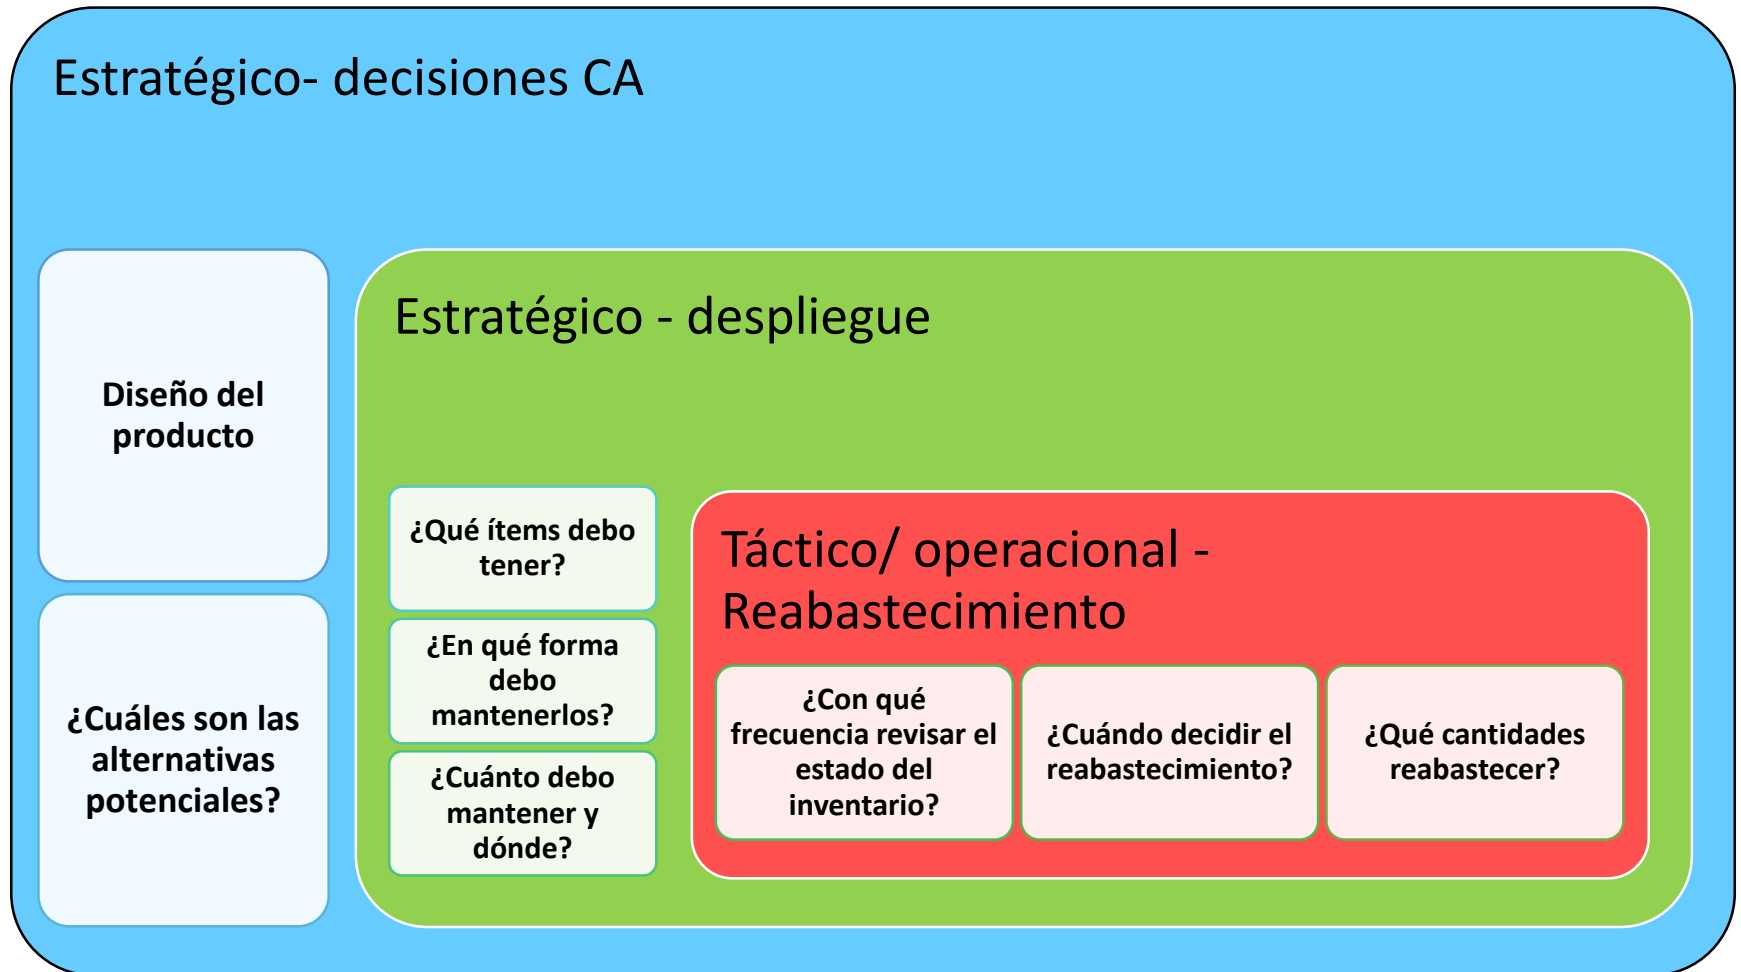 Estratégico- decisiones CA
Diseño del
producto
¿Cuáles son las
alternativas
potenciales?
Estratégico - despliegue
¿Qué ítems debo
tener?
¿En qué forma
debo
mantenerlos?
¿Cuánto debo
mantener y
dónde?
Táctico/ operacional -
Reabastecimiento
¿Con qué
frecuencia revisar el
estado del
inventario?
¿Cuándo decidir el
reabastecimiento?
¿Qué cantidades
reabastecer?